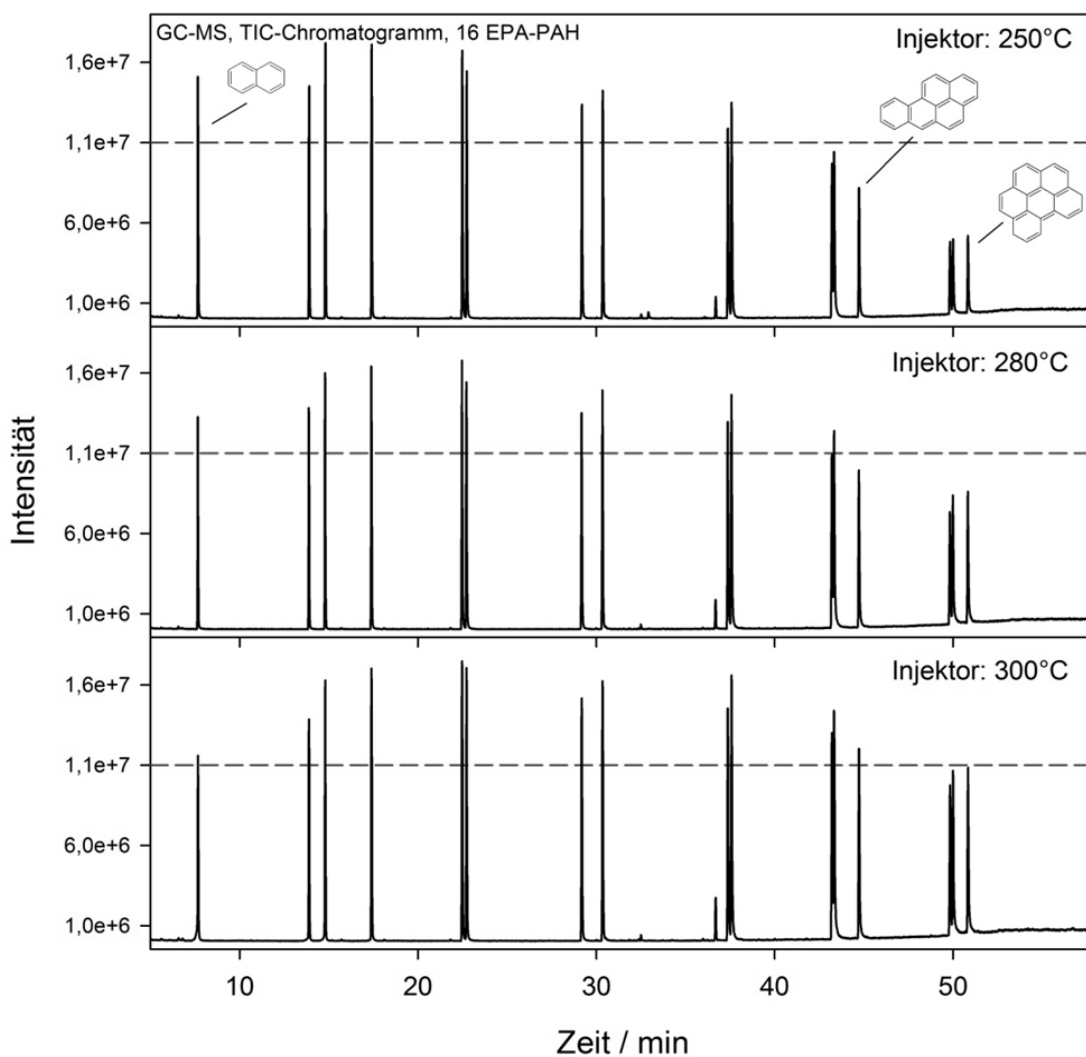 GC-MS, TIC-Chromatogramm, 16 EPA-PAH
Injektor: 250°C
1,6e+7
1,1e+7
6,0e+6
1,0e+6
Injektor: 280°C
1,6e+7
1,1e+7
6,0e+6
1,0e+6
Intensität
Injektor: 300°C
1,6e+7
1,1e+7
6,0e+6
1,0e+6
10 20 30 40 50
Zeit / min